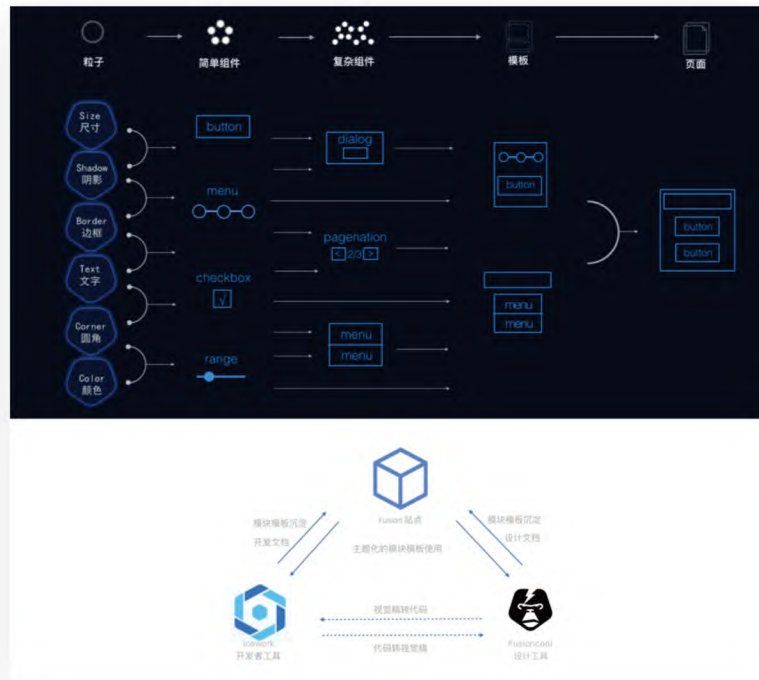 粒子
简单组件
复杂组件
模板
页面
Size
尺寸
Shadow
阴影
Border
边框
Text
文字
Corner
圆角
Color
颜色
button
menu
checkbox
√
range
dialog
pagenation
< 2/3 >
menu
menu
button
menu
menu
button
button
Fusion 站点
模块模板沉淀
开发文档
主题化的模块模板使用
模块模板沉淀
设计文档
视觉稿转代码
代码转视觉稿
Icework
开发者工具
Fusioncool
设计工具